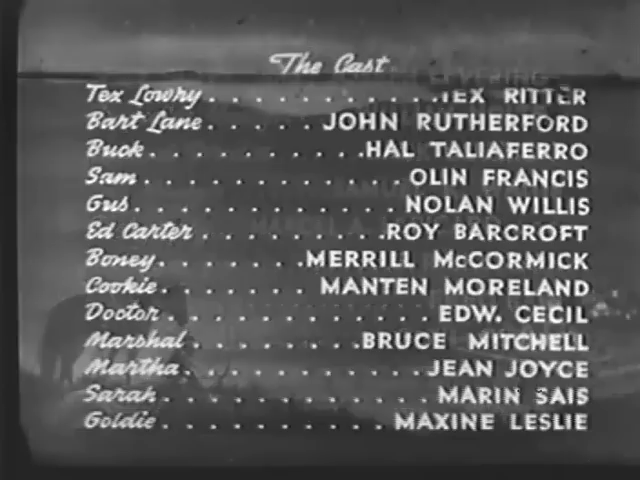 The Cast
Tex Lowry . . . . . . . . . . . TEX RITTER
Bart Lane . . . . . JOHN RUTHERFORD
Buck . . . . . . . . . . HAL TALIAFERRO
Sam . . . . . . . . . . . . OLIN FRANCIS
Gus . . . . . . . . . . . . NOLAN WILLIS
Ed Carter . . . . . . . . ROY BARCROFT
Boney . . . . . . . MERRILL McCORMICK
Cookie . . . . . . . MANTEN MORELAND
Doctor . . . . . . . . . . . . EDW. CECIL
Marshal . . . . . . . BRUCE MITCHELL
Martha . . . . . . . . . . . JEAN JOYCE
Sarah . . . . . . . . . . . . MARIN SAIS
Goldie . . . . . . . . . . MAXINE LESLIE